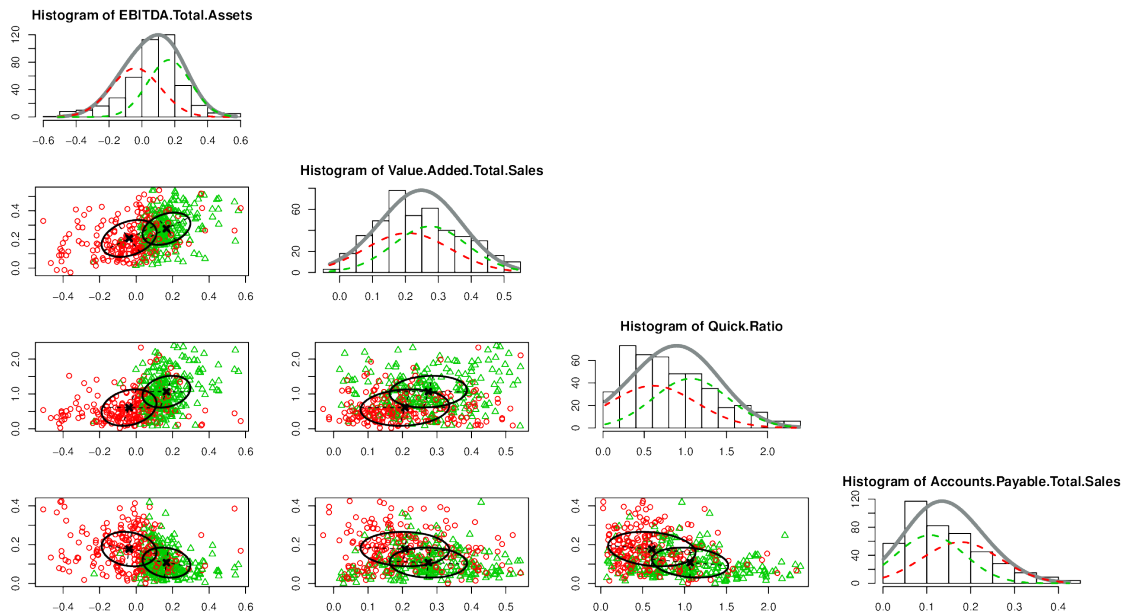 Histogram of EBITDA.Total.Assets
0 40 80 120
−0.6 −0.4 −0.2 0.0 0.2 0.4 0.6
0.0 0.2 0.4
−0.4 −0.2 0.0 0.2 0.4 0.6
Histogram of Value.Added.Total.Sales
0 20 60
0.0 0.1 0.2 0.3 0.4 0.5
0.0 1.0 2.0
−0.4 −0.2 0.0 0.2 0.4 0.6
0.0 1.0 2.0
0.0 0.1 0.2 0.3 0.4 0.5
Histogram of Quick.Ratio
0 20 40 60
0.0 0.5 1.0 1.5 2.0
0.0 0.2 0.4
−0.4 −0.2 0.0 0.2 0.4 0.6
0.0 0.2 0.4
0.0 0.1 0.2 0.3 0.4 0.5
0.0 0.2 0.4
0.0 0.5 1.0 1.5 2.0
Histogram of Accounts.Payable.Total.Sales
0 40 80 20
0.0 0.1 0.2 0.3 0.4